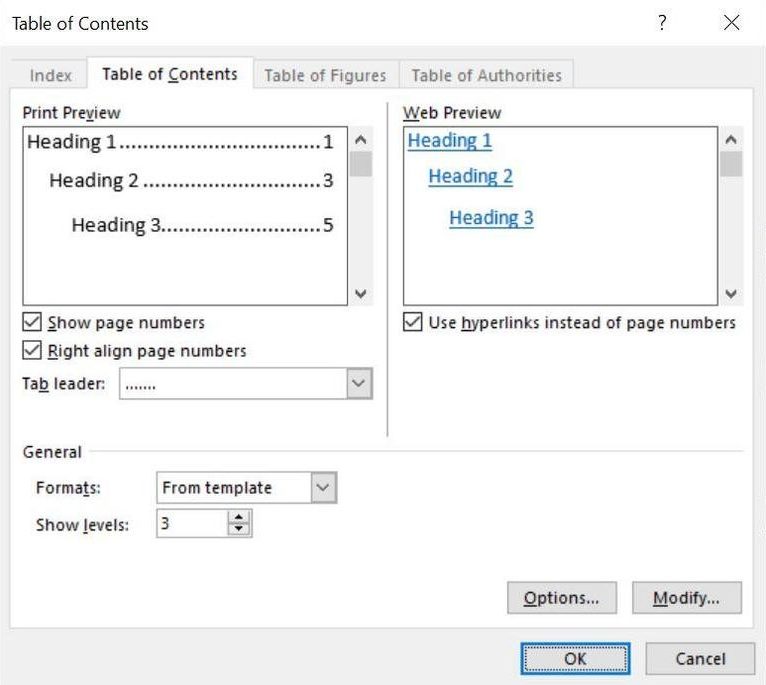 Table of Contents ?
Index Table of Contents Table of Figures Table of Authorities
Print Preview
Heading 1....................................1
Heading 2................................3
Heading 3............................5
Web Preview
Heading 1
Heading 2
Heading 3
Show page numbers
Right align page numbers
Tab leader: .......
Use hyperlinks instead of page numbers
General
Formats: From template
Show levels: 3
Options... Modify...
OK Cancel